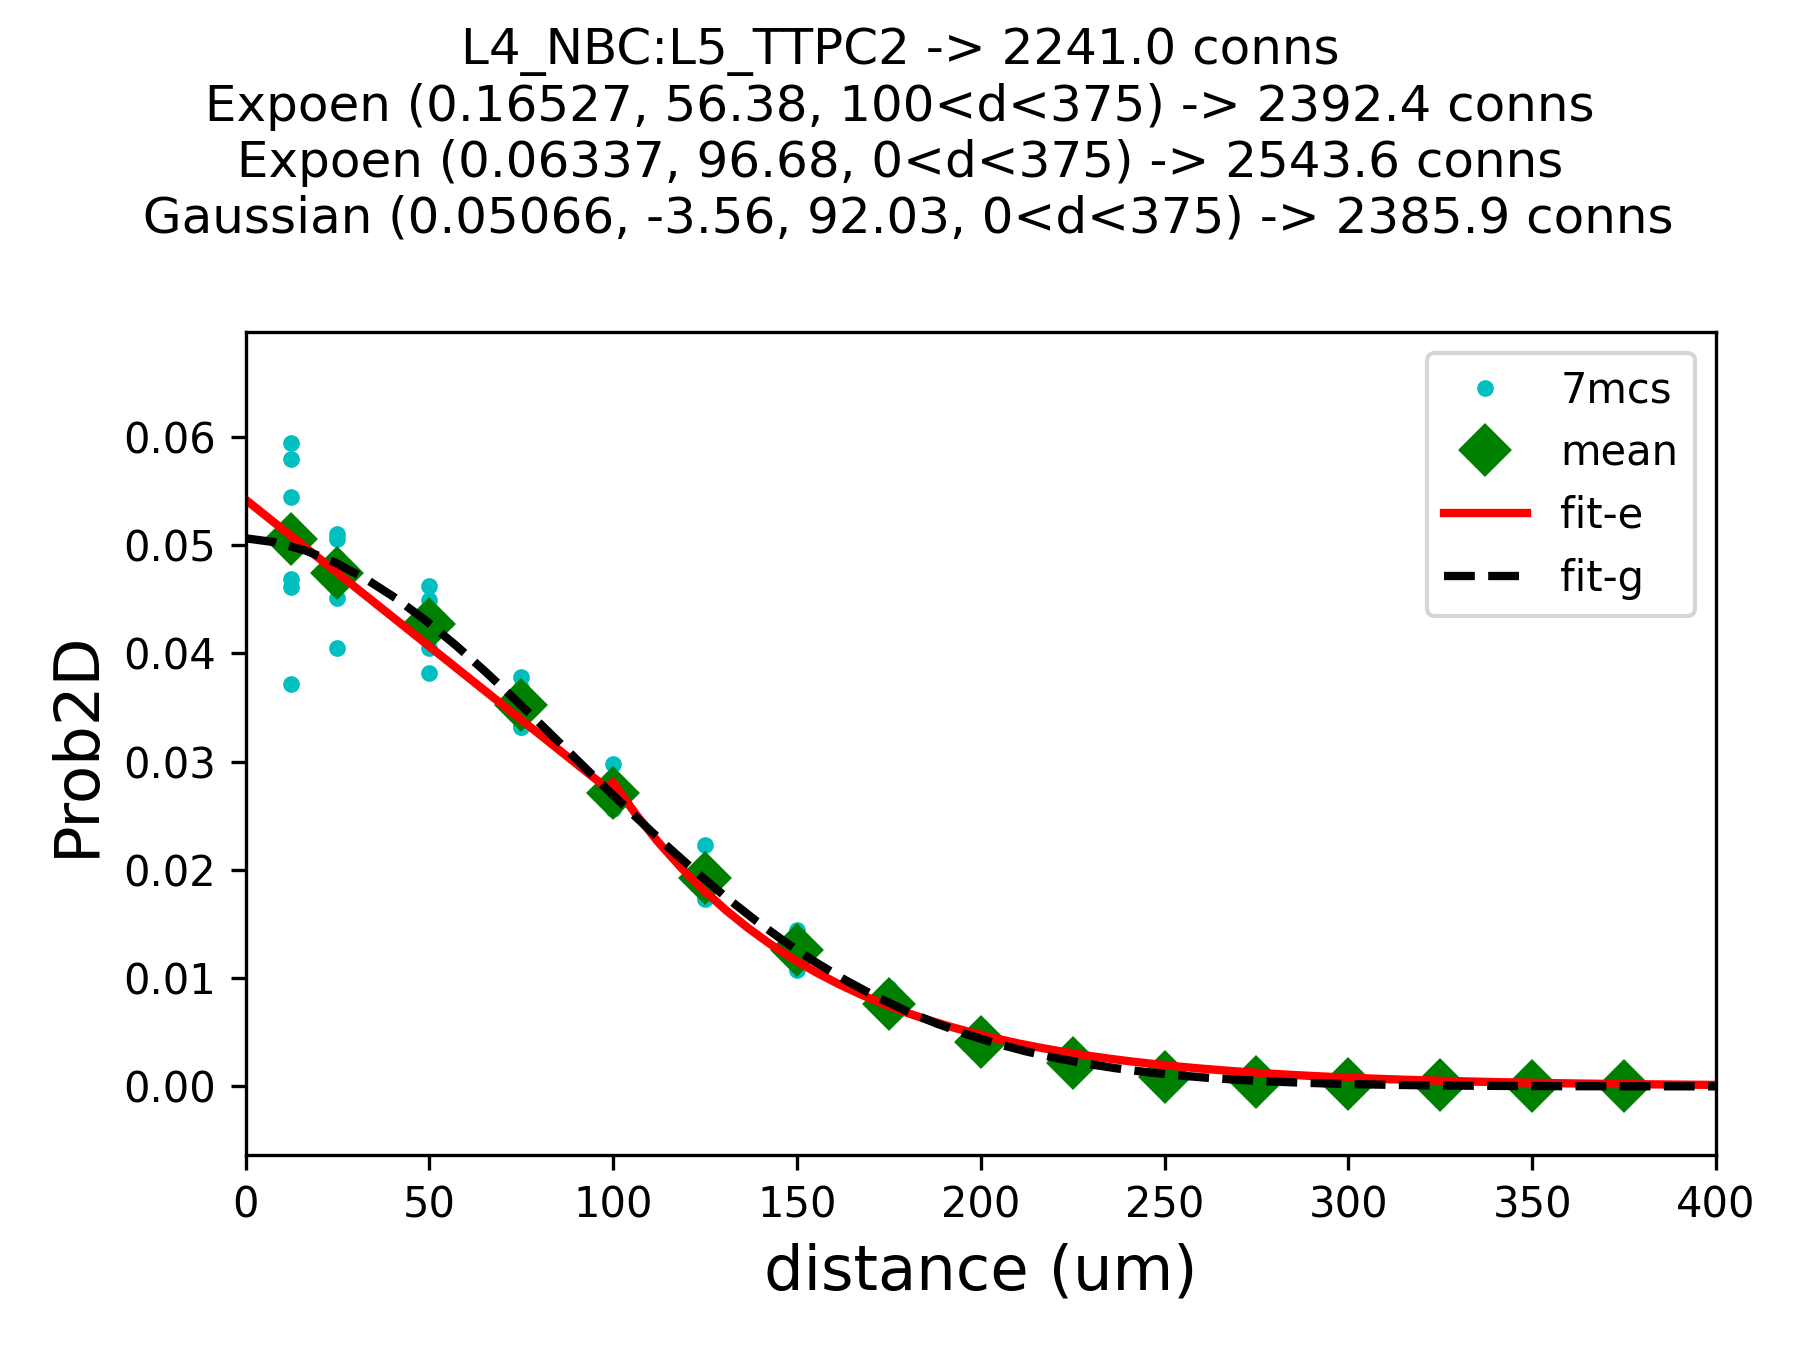 L4_NBC:L5_TTPC2 -> 2241.0 conns
Expoen (0.16527, 56.38, 100<d<375) -> 2392.4 conns
Expoen (0.06337, 96.68, 0<d<375) -> 2543.6 conns
Gaussian (0.05066, -3.56, 92.03, 0<d<375) -> 2385.9 conns
7mcs
mean
fit-e
fit-g
Prob2D
0.06
0.05
0.04
0.03
0.02
0.01
0.00
0 50 100 150 200 250 300 350 400
distance (um)